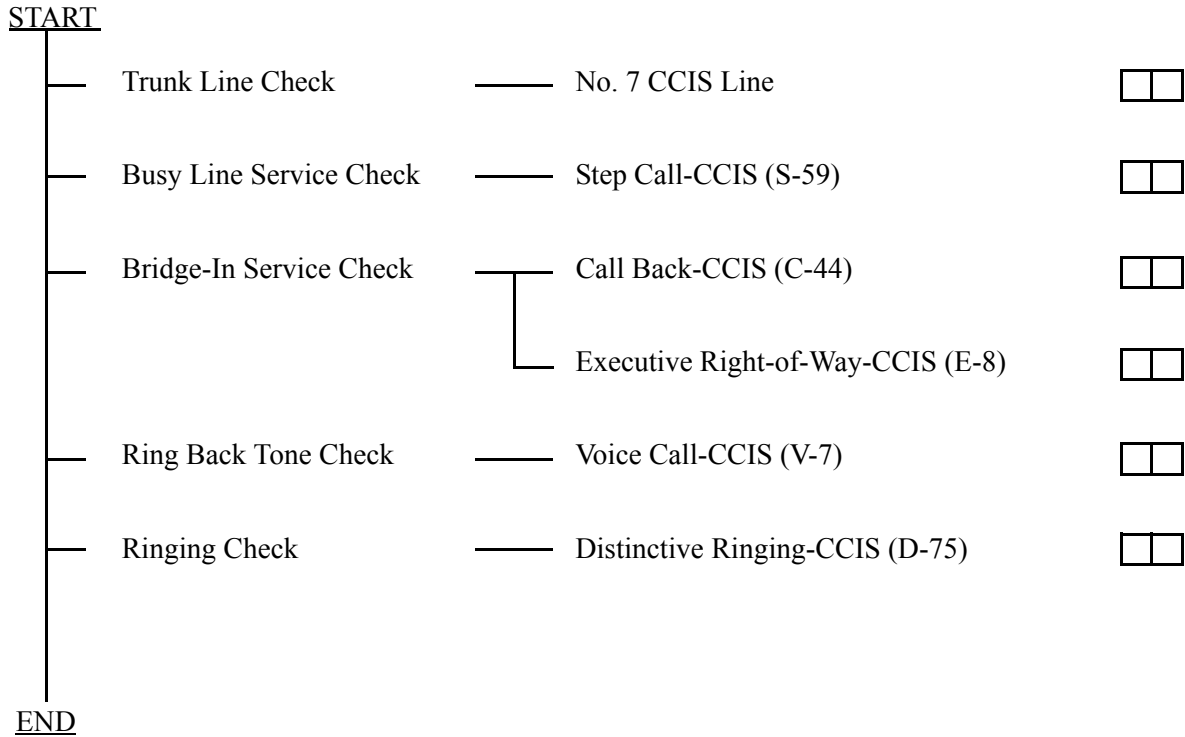 START
Trunk Line Check No. 7 CCIS Line
Busy Line Service Check Step Call-CCIS (S-59)
Bridge-In Service Check Call Back-CCIS (C-44)
Executive Right-of-Way-CCIS (E-8)
Ring Back Tone Check Voice Call-CCIS (V-7)
Ringing Check Distinctive Ringing-CCIS (D-75)
END